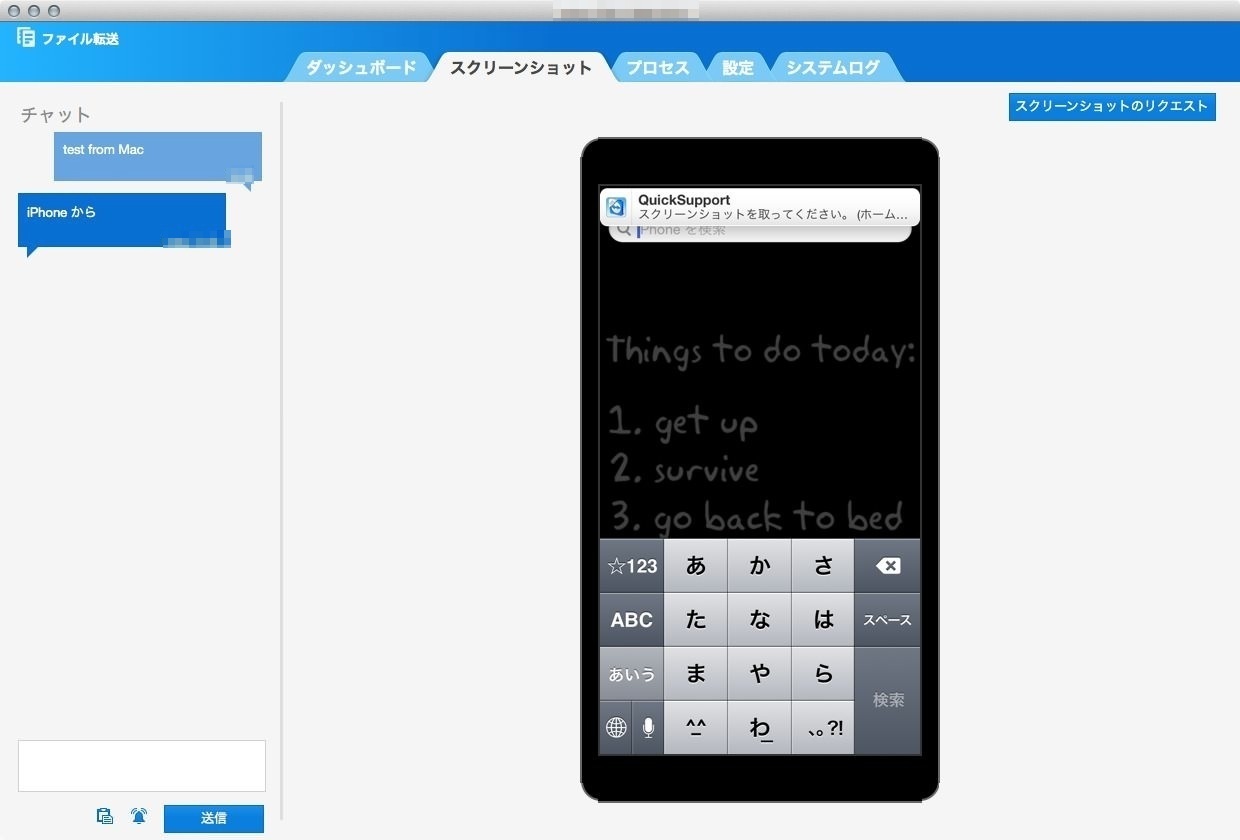 ファイル転送
ダッシュボード
スクリーンショット
プロセス
設定
システムログ
チャット
スクリーンショットのリクエスト
test from Mac
iPhone から
QuickSupport
スクリーンショットを取ってください。 (ホーム...
iPhone を検索
Things to do today:
1. get up
2. survive
3. go back to bed
☆123 あ か さ
ABC た な は スペース
あいう ま や ら 検索
^^ わ_ 、。?!
送信